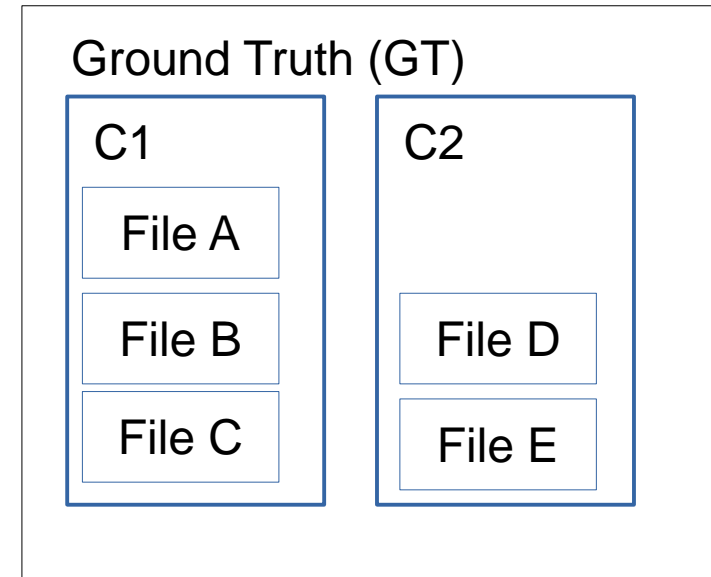 Ground Truth (GT)
C1
File A
File B
File C
C2
File D
File E